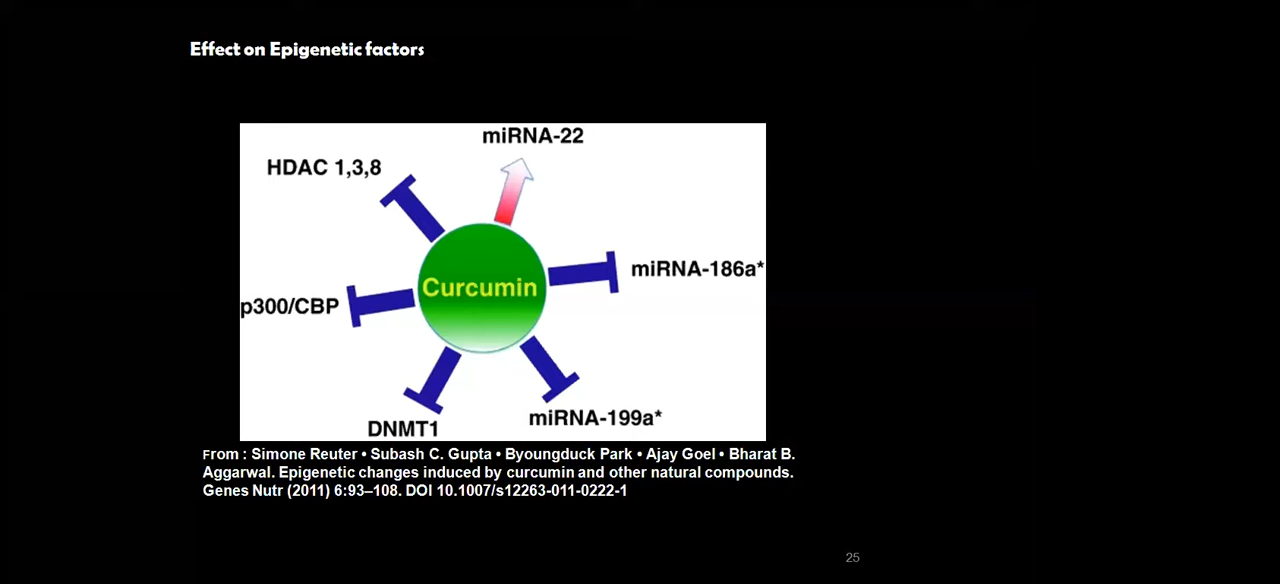 Effect on Epigenetic factors
miRNA-22
HDAC 1,3,8
miRNA-186a*
Curcumin
p300/CBP
miRNA-199a*
DNMT1
From : Simone Reuter • Subash C. Gupta • Byoungduck Park • Ajay Goel • Bharat B.
Aggarwal. Epigenetic changes induced by curcumin and other natural compounds.
Genes Nutr (2011) 6:93–108. DOI 10.1007/s12263-011-0222-1
25